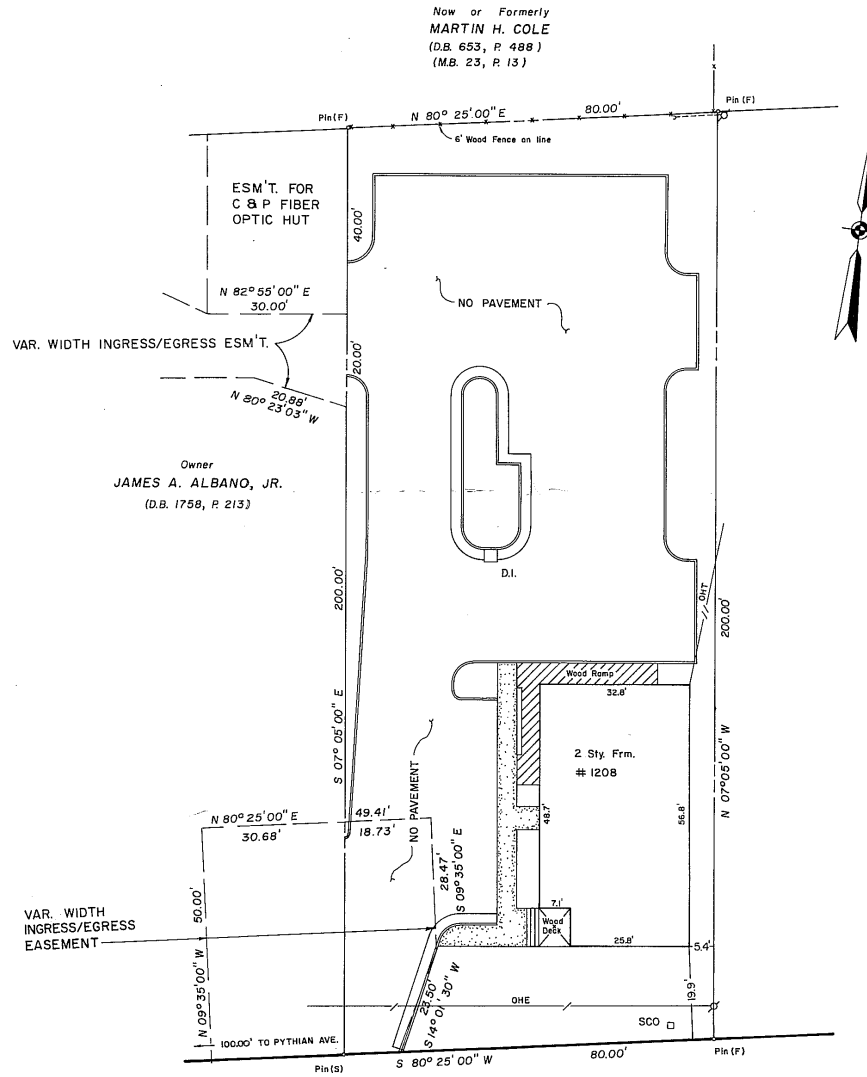 Now or Formerly
MARTIN H. COLE
(D.B. 653, P. 488)
(M.B. 23, P. 13)
Pin (F)
N 80° 25'.00" E
80.00'
Pin (F)
6' Wood Fence on line
ESM'T. FOR
C & P FIBER
OPTIC HUT
40.00'
N 82° 55'00" E
30.00'
NO PAVEMENT
VAR. WIDTH INGRESS/EGRESS ESM'T.
20.00'
20.88'
N 80° 23'03" W
Owner
JAMES A. ALBANO, JR.
(D.B. 1758, P. 213)
D.I.
OHT
200.00'
S 07° 05'00" E
200.00'
N 07° 05'00" W
Wood Ramp
32.8'
2 Sty. Frm.
# 1208
48.7'
56.8'
NO PAVEMENT
N 80° 25'00" E
49.41'
30.68'
18.73'
28.47'
S 09° 35'00" E
VAR. WIDTH
INGRESS/EGRESS
EASEMENT
50.00'
N 09° 35'00" W
7.1'
Wood
Deck
25.8'
5.4'
23.50'
S 14° 01' 30" W
OHE
19.9'
SCO
100.00' TO PYTHIAN AVE.
Pin (S)
S 80° 25' 00" W
80.00'
Pin (F)